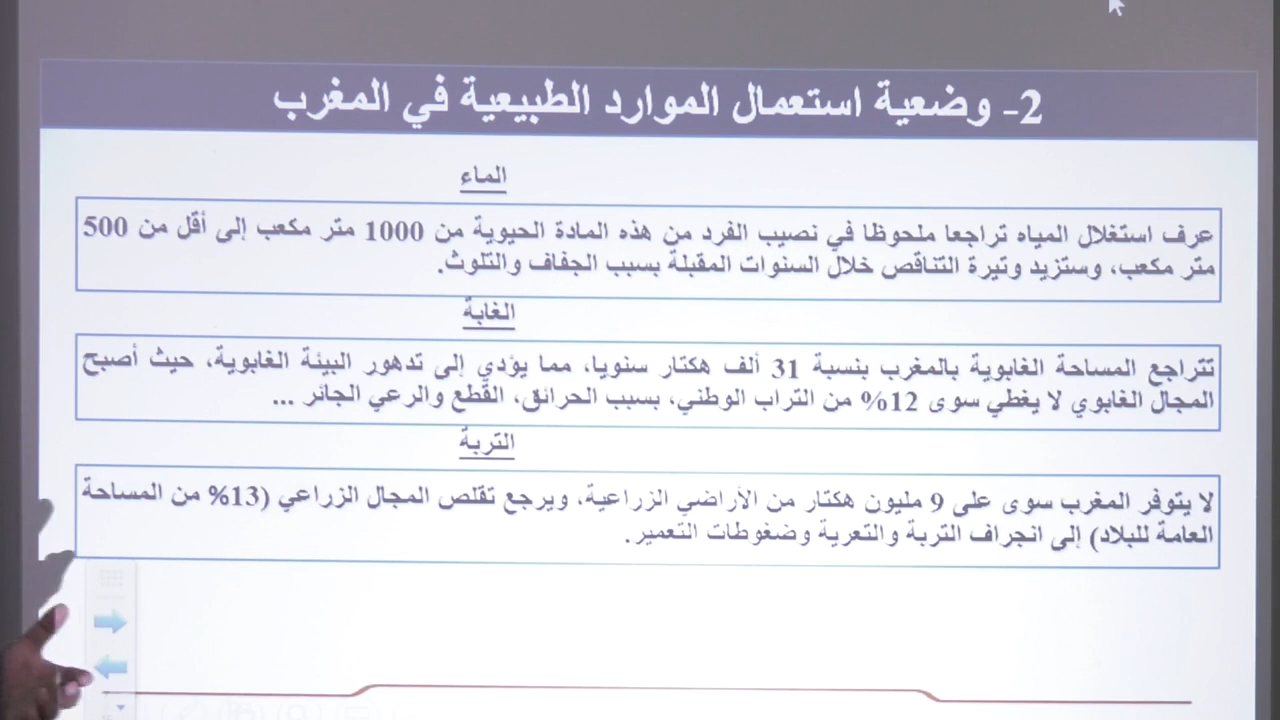 2- وضعية استعمال الموارد الطبيعية في المغرب
الماء
عرف استغلال المياه تراجعا ملحوظا في نصيب الفرد من هذه المادة الحيوية من 1000 متر مكعب إلى أقل من 500
متر مكعب، وستزيد وتيرة التناقص خلال السنوات المقبلة بسبب الجفاف والتلوث.
الغابة
تتراجع المساحة الغابوية بالمغرب بنسبة 31 ألف هكتار سنويا، مما يؤدي إلى تدهور البيئة الغابوية، حيث أصبح
المجال الغابوي لا يغطي سوى 12% من التراب الوطني، بسبب الحرائق، القطع والرعي الجائر ...
التربة
لا يتوفر المغرب سوى على 9 مليون هكتار من الأراضي الزراعية، ويرجع تقلص المجال الزراعي (13% من المساحة
العامة للبلاد) إلى انجراف التربة والتعرية وضغوطات التعمير.